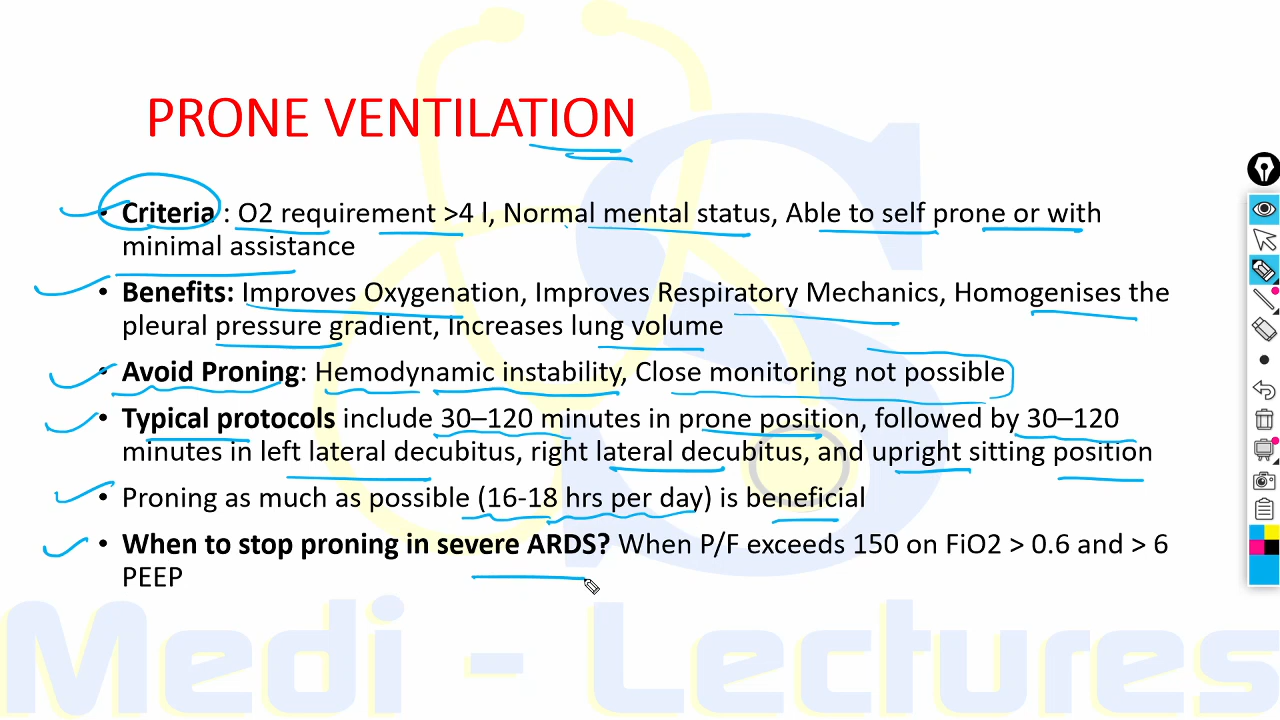 PRONE VENTILATION
• Criteria : O2 requirement >4 l, Normal mental status, Able to self prone or with
minimal assistance
• Benefits: Improves Oxygenation, Improves Respiratory Mechanics, Homogenises the
pleural pressure gradient, Increases lung volume
• Avoid Proning: Hemodynamic instability, Close monitoring not possible
• Typical protocols include 30–120 minutes in prone position, followed by 30–120
minutes in left lateral decubitus, right lateral decubitus, and upright sitting position
• Proning as much as possible (16-18 hrs per day) is beneficial
• When to stop proning in severe ARDS? When P/F exceeds 150 on FiO2 > 0.6 and > 6
PEEP
Medi - Lectures